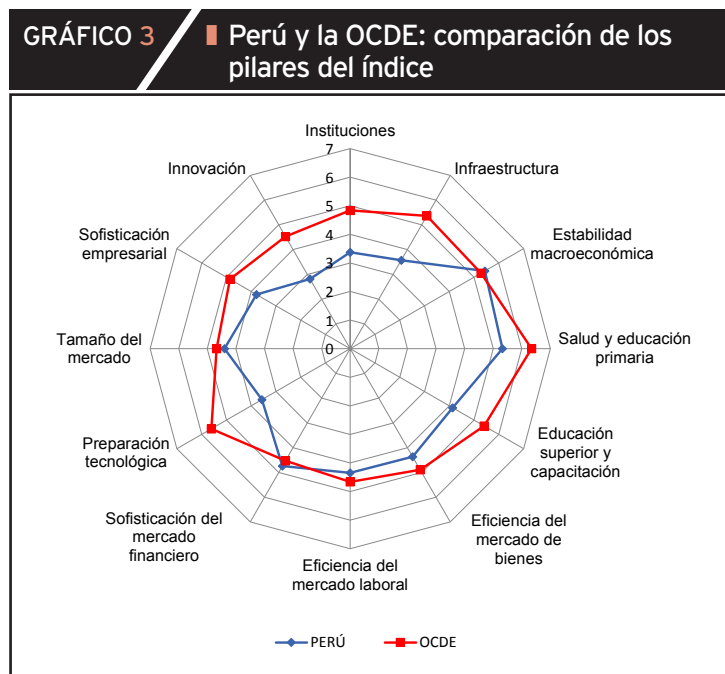 GRÁFICO 3
Perú y la OCDE: comparación de los
pilares del índice
Instituciones
Infraestructura
Estabilidad
macroeconómica
Salud y educación
primaria
Educación
superior y
capacitación
Eficiencia del
mercado de
bienes
Eficiencia del
mercado laboral
Sofisticación del
mercado
financiero
Preparación
tecnológica
Tamaño del
mercado
Sofisticación
empresarial
Innovación
7
6
5
4
3
2
1
0
PERÚ
OCDE